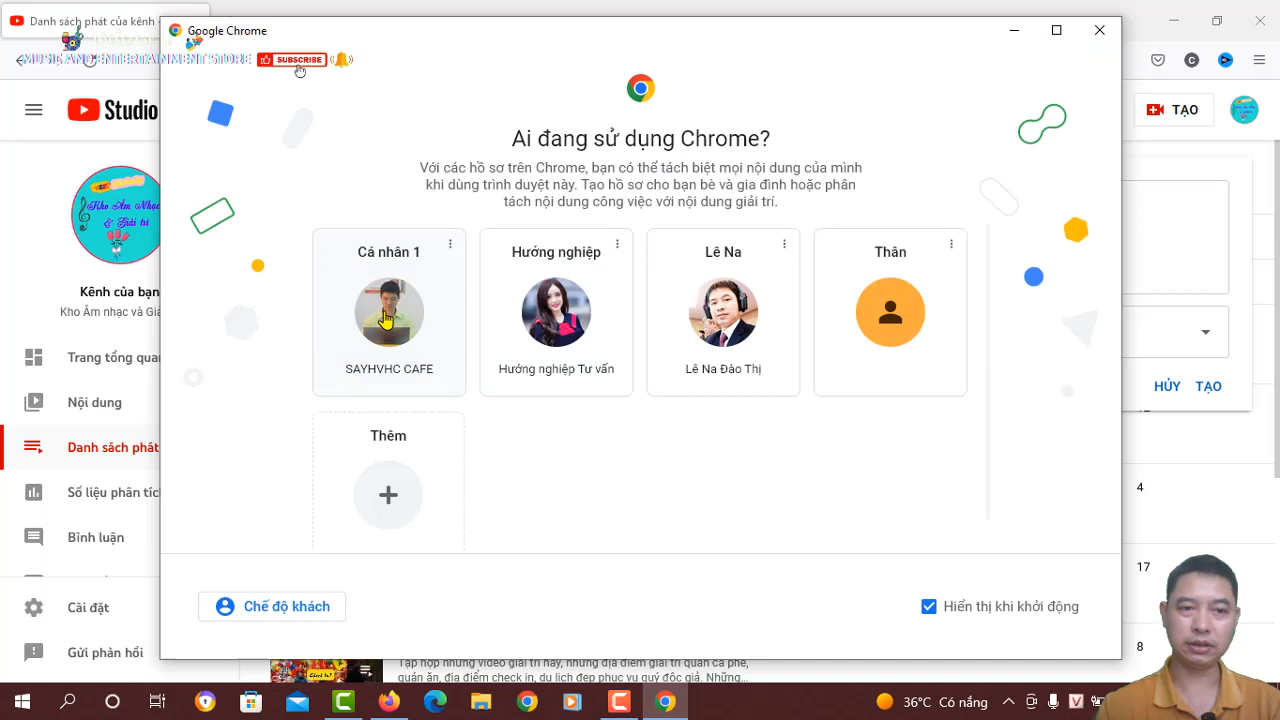 Danh sách phát của kênh
Google Chrome
MUSIC AND ENTERTAINMENT STORE
SUBSCRIBE
Studio
TẠO
Ai đang sử dụng Chrome?
Với các hồ sơ trên Chrome, bạn có thể tách biệt mọi nội dung của mình
khi dùng trình duyệt này. Tạo hồ sơ cho bạn bè và gia đình hoặc phân
tách nội dung công việc với nội dung giải trí.
Cá nhân 1
SAYHVHC CAFE
Hướng nghiệp
Hướng nghiệp Tư vấn
Lê Na
Lê Na Đào Thị
Thân
Thêm
Kho Âm Nhạc
& Giải trí
Kênh của bạn
Kho Âm nhạc và Giả
Trang tổng qua
Nội dung
Danh sách phát
Số liệu phân tíc
Bình luận
Cài đặt
Gửi phản hồi
HỦY TẠO
4
17
8
Chế độ khách
Hiển thị khi khởi động
Tập hợp những video giải trí hay, những địa điểm giải trí quán cà phê,
quán ăn, địa điểm check in, du lịch đẹp phục vụ quý độc giả. Những...
36°C Có nắng